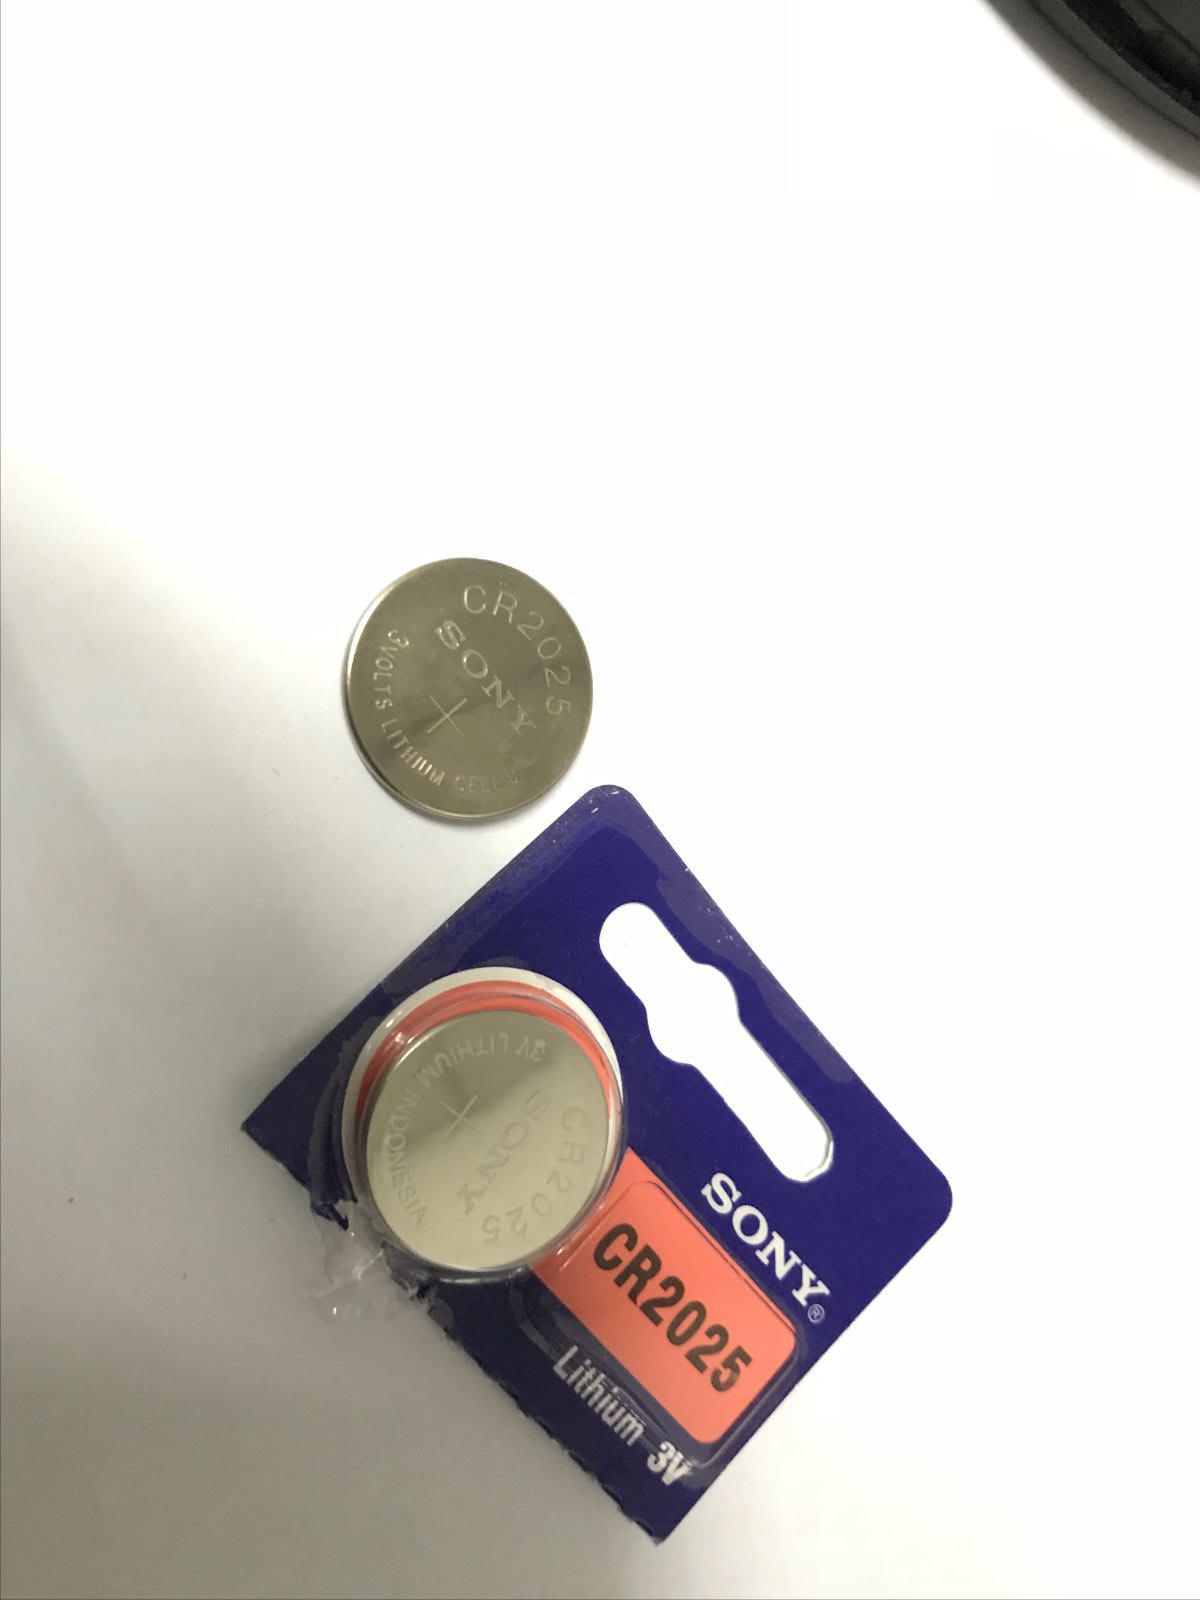 CR2025
SONY
+
3VOLTS LITHIUM CELL-J
3V LITHIUM INDONESIA
SONY
CR2025
+
SONY®
CR2025
Lithium 3V